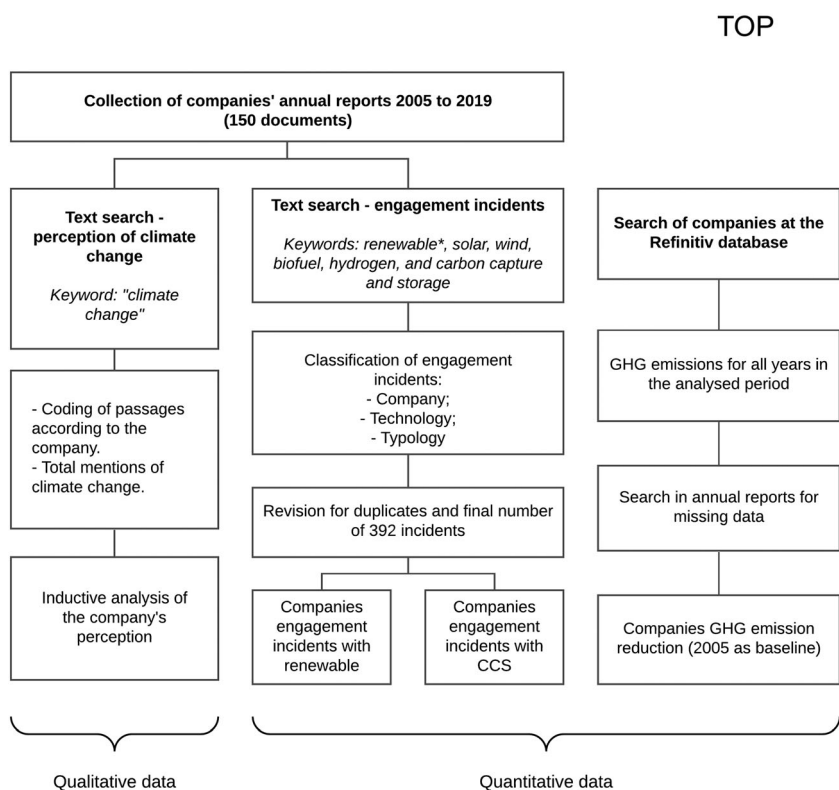 TOP
Collection of companies' annual reports 2005 to 2019
(150 documents)
Text search -
perception of climate
change
Keyword: "climate
change"
Text search - engagement incidents
Keywords: renewable*, solar, wind,
biofuel, hydrogen, and carbon capture
and storage
Search of companies at the
Refinitiv database
- Coding of passages
according to the
company.
- Total mentions of
climate change.
Classification of engagement
incidents:
- Company;
- Technology;
- Typology
GHG emissions for all years in
the analysed period
Revision for duplicates and final number
of 392 incidents
Search in annual reports for
missing data
Inductive analysis of
the company's
perception
Companies
engagement
incidents with
renewable
Companies
engagement
incidents with
CCS
Companies GHG emission
reduction (2005 as baseline)
Qualitative data
Quantitative data